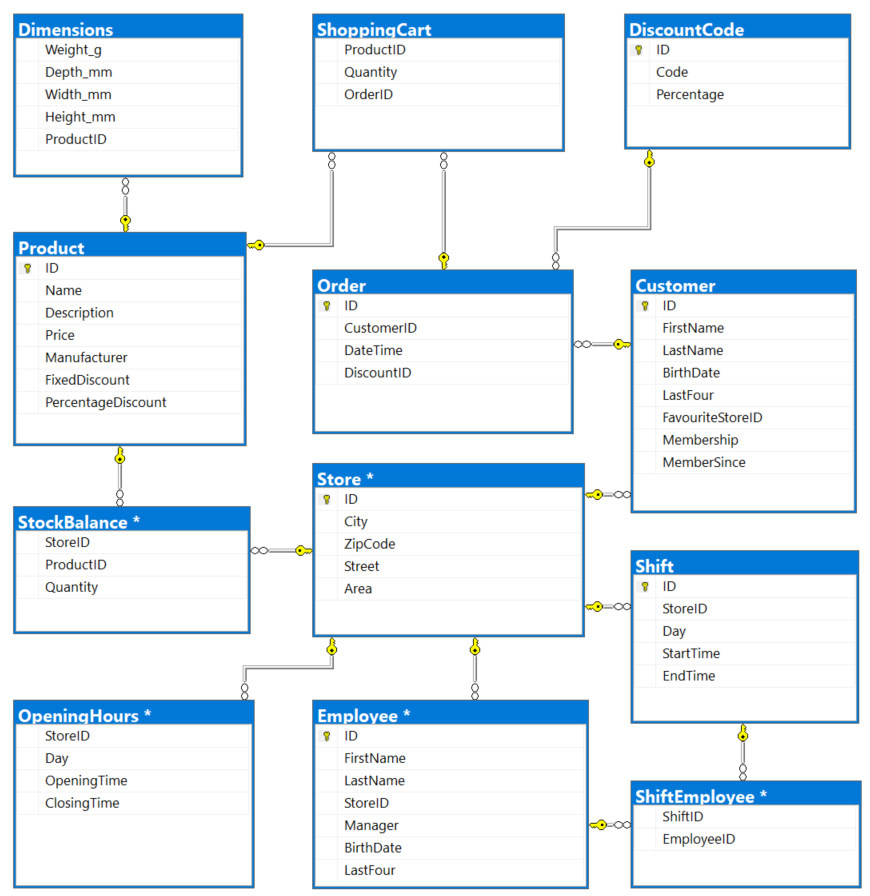 Dimensions
Weight_g
Depth_mm
Width_mm
Height_mm
ProductID
ShoppingCart
ProductID
Quantity
OrderID
DiscountCode
ID
Code
Percentage
Product
ID
Name
Description
Price
Manufacturer
FixedDiscount
PercentageDiscount
Order
ID
CustomerID
DateTime
DiscountID
Customer
ID
FirstName
LastName
BirthDate
LastFour
FavouriteStoreID
Membership
MemberSince
StockBalance *
StoreID
ProductID
Quantity
Store *
ID
City
ZipCode
Street
Area
Shift
ID
StoreID
Day
StartTime
EndTime
OpeningHours *
StoreID
Day
OpeningTime
ClosingTime
Employee *
ID
FirstName
LastName
StoreID
Manager
BirthDate
LastFour
ShiftEmployee *
ShiftID
EmployeeID